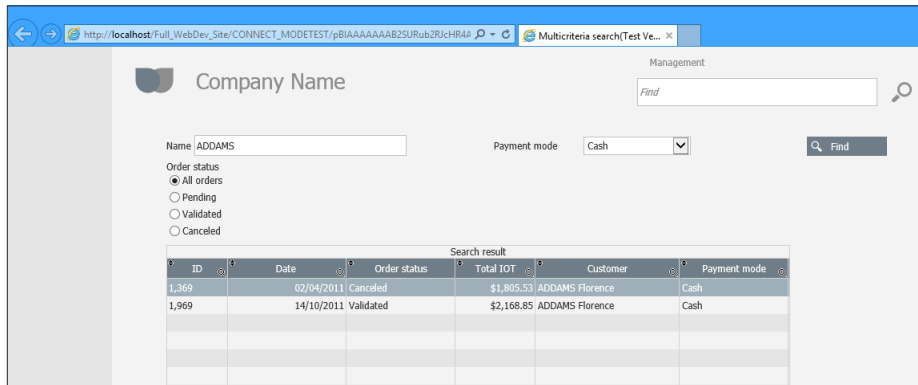 http://localhost/Full_WebDev_Site/CONNECT_MODETEST/pBIAAAAAAAB2SURub2RJcHR4A
Multicriteria search(Test Ve...
Management
Company Name
Find
Name ADDAMS Payment mode Cash Find
Order status
All orders
Pending
Validated
Canceled
Search result
ID Date Order status Total IOT Customer Payment mode
1,369 02/04/2011 Canceled $1,805.53 ADDAMS Florence Cash
1,969 14/10/2011 Validated $2,168.85 ADDAMS Florence Cash